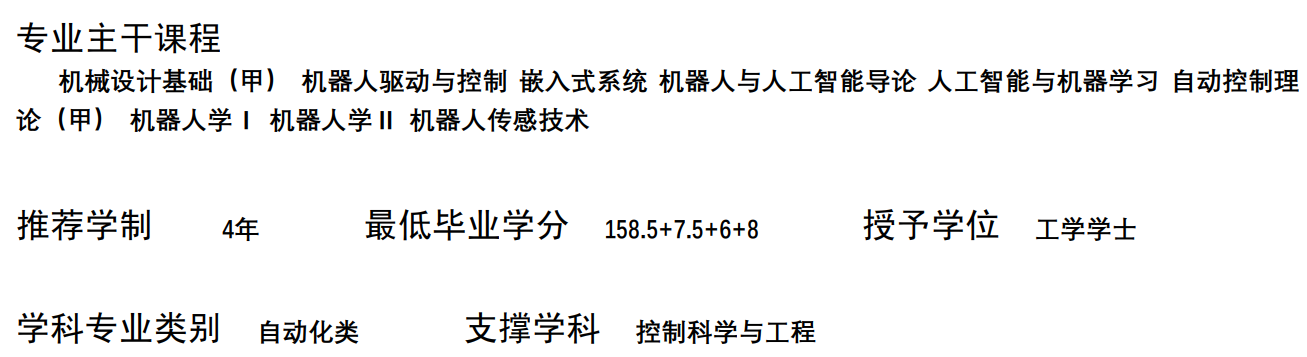 专业主干课程
机械设计基础（甲） 机器人驱动与控制 嵌入式系统 机器人与人工智能导论 人工智能与机器学习 自动控制理
论（甲） 机器人学 I 机器人学 II 机器人传感技术
推荐学制 4年 最低毕业学分 158.5+7.5+6+8 授予学位 工学学士
学科专业类别 自动化类 支撑学科 控制科学与工程